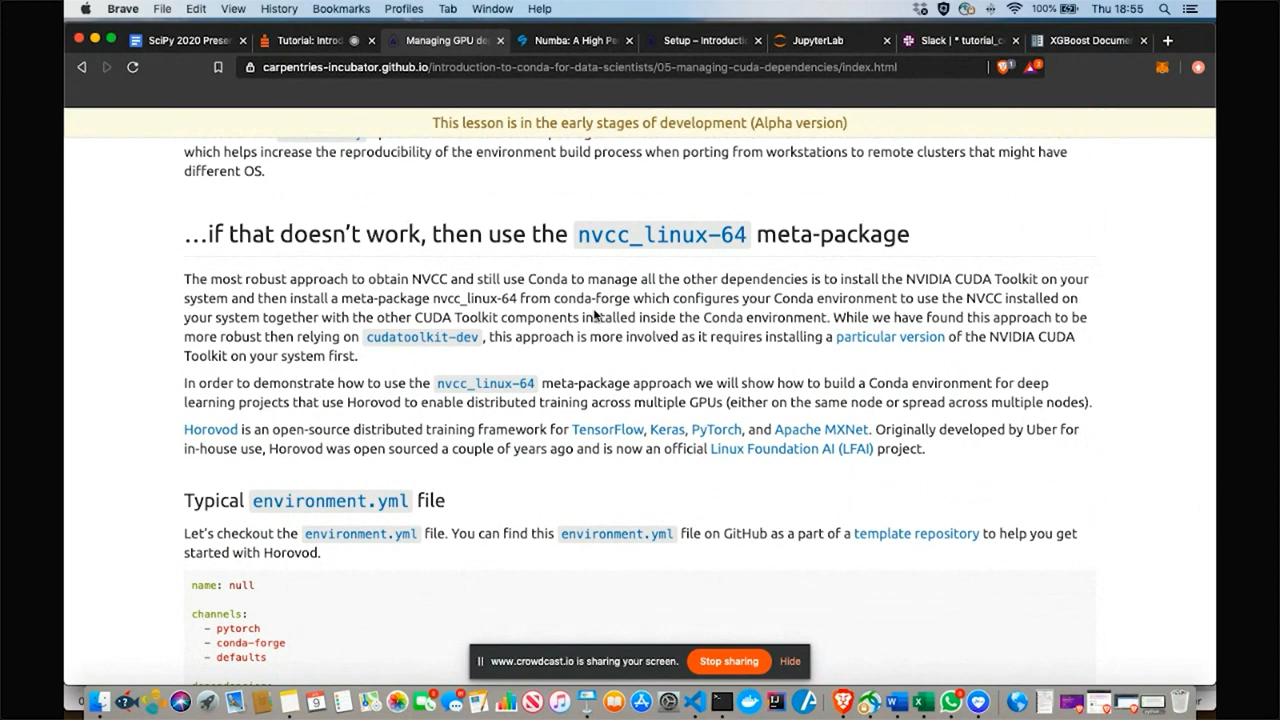 Brave File Edit View History Bookmarks Profiles Tab Window Help 100% Thu 18:55
SciPy 2020 Prese Tutorial: Introd Managing GPU de Numba: A High P Setup – Introducti JupyterLab Slack | * tutorial_c XGBoost Docume
carpentries-incubator.github.io/introduction-to-conda-for-data-scientists/05-managing-cuda-dependencies/index.html
This lesson is in the early stages of development (Alpha version)
which helps increase the reproducibility of the environment build process when porting from workstations to remote clusters that might have
different OS.
…if that doesn’t work, then use the nvcc_linux-64 meta-package
The most robust approach to obtain NVCC and still use Conda to manage all the other dependencies is to install the NVIDIA CUDA Toolkit on your
system and then install a meta-package nvcc_linux-64 from conda-forge which configures your Conda environment to use the NVCC installed on
your system together with the other CUDA Toolkit components installed inside the Conda environment. While we have found this approach to be
more robust then relying on cudatoolkit-dev, this approach is more involved as it requires installing a particular version of the NVIDIA CUDA
Toolkit on your system first.
In order to demonstrate how to use the nvcc_linux-64 meta-package approach we will show how to build a Conda environment for deep
learning projects that use Horovod to enable distributed training across multiple GPUs (either on the same node or spread across multiple nodes).
Horovod is an open-source distributed training framework for TensorFlow, Keras, PyTorch, and Apache MXNet. Originally developed by Uber for
in-house use, Horovod was open sourced a couple of years ago and is now an official Linux Foundation AI (LFAI) project.
Typical environment.yml file
Let’s checkout the environment.yml file. You can find this environment.yml file on GitHub as a part of a template repository to help you get
started with Horovod.
name: null
channels:
- pytorch
- conda-forge
- defaults
www.crowdcast.io is sharing your screen. Stop sharing Hide